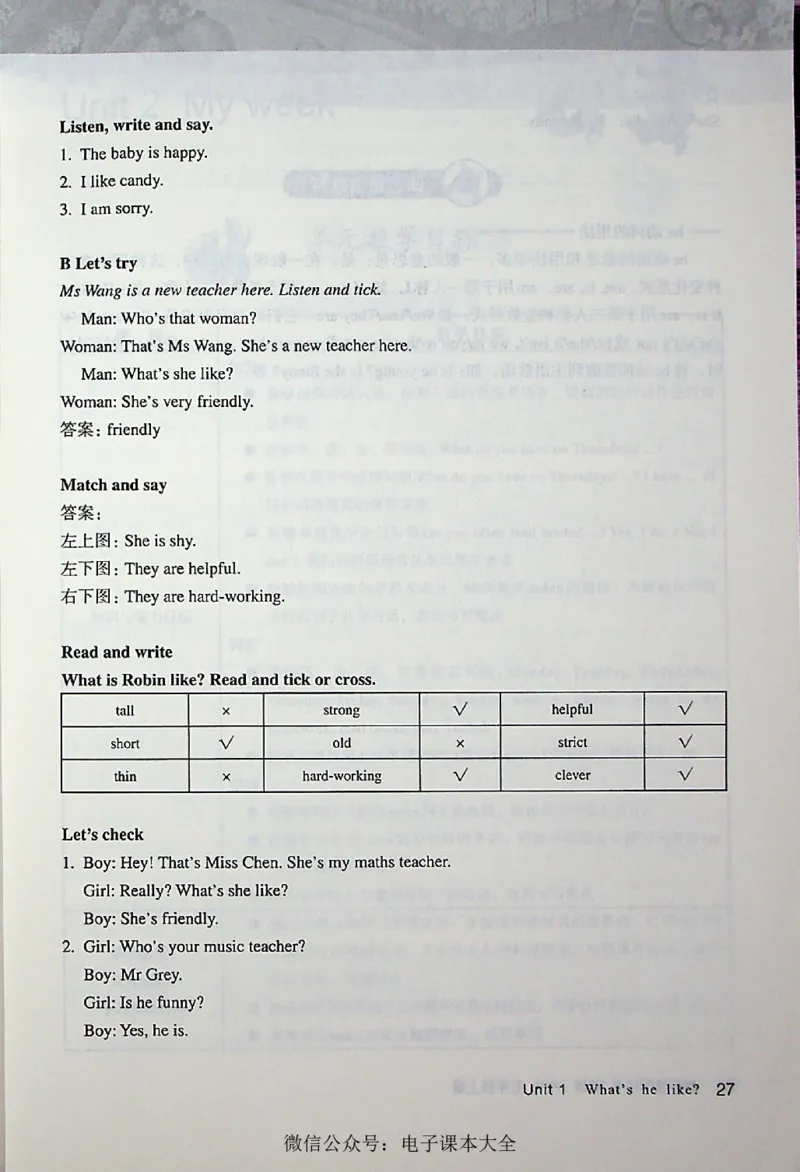 Listen, write and say.
1. The baby is happy.
2. I like candy.
3. I am sorry.
B Let's try
Ms Wang is a new teacher here. Listen and tick.
Man: Who's that woman?
Woman: That's Ms Wang. She's a new teacher here.
Man: What's she like?
Woman: She's very friendly.
答案：friendly
Match and say
答案：
左上图：She is shy.
左下图：They are helpful.
右下图：They are hard-working.
Read and write
What is Robin like? Read and tick or cross.
tall × strong √ helpful √
short √ old × strict √
thin × hard-working √ clever √
Let's check
1. Boy: Hey! That's Miss Chen. She's my maths teacher.
Girl: Really? What's she like?
Boy: She's friendly.
2. Girl: Who's your music teacher?
Boy: Mr Grey.
Girl: Is he funny?
Boy: Yes, he is.
Unit 1 What's he like? 27
微信公众号：电子课本大全